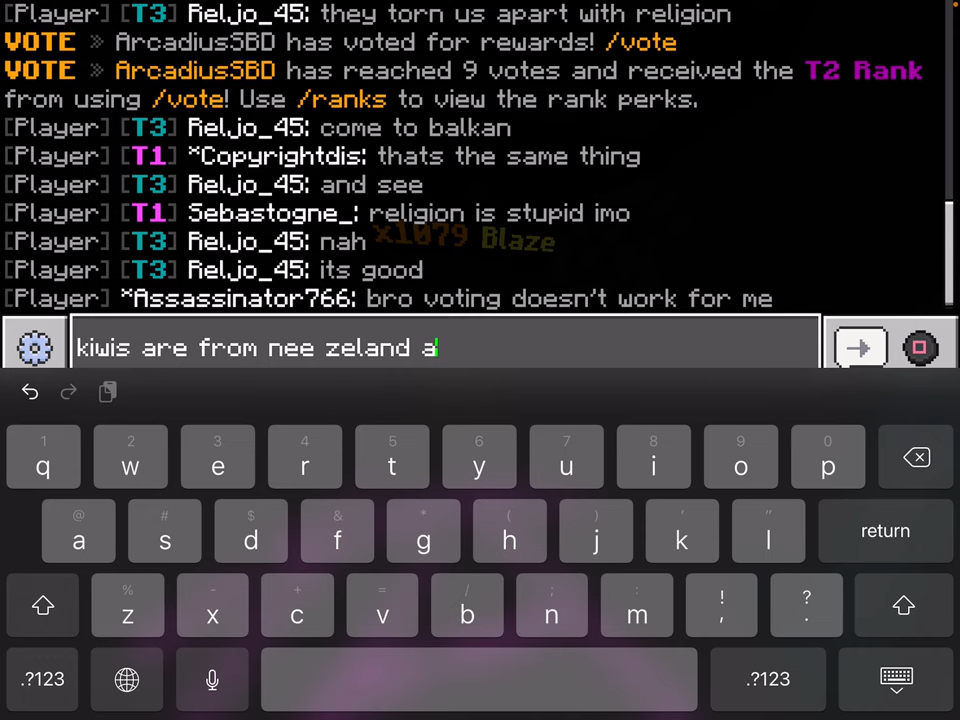 [Player] [T3] Reljo_45: they torn us apart with religion
VOTE » ArcadiusSBD has voted for rewards! /vote
VOTE » ArcadiusSBD has reached 9 votes and received the T2 Rank
from using /vote! Use /ranks to view the rank perks.
[Player] [T3] Reljo_45: come to balkan
[Player] [T1] *Copyrightdis: thats the same thing
[Player] [T3] Reljo_45: and see
[Player] [T1] Sebastogne_: religion is stupid imo
[Player] [T3] Reljo_45: nah
x1079 Blaze
[Player] [T3] Reljo_45: its good
[Player] *Assassinator766: bro voting doesn't work for me
kiwis are from nee zeland a
1 2 3 4 5 6 7 8 9 0
q w e r t y u i o p
@ # $ & * ( ) ' "
a s d f g h j k l return
% - + = / ; : ! ?
z x c v b n m , .
.?123 .?123